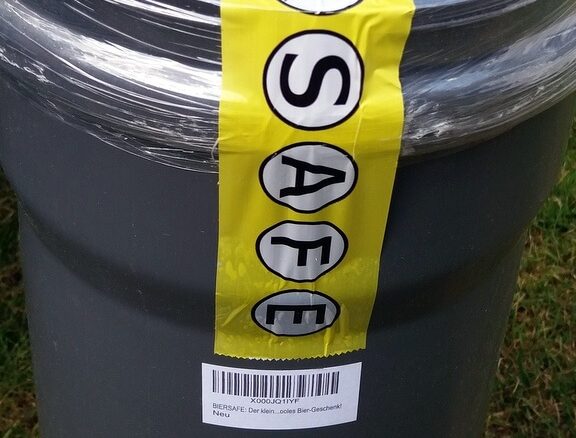 SAFE
X000JQ1IYF
BIERSAFE: Der klein...ooles Bier-Geschenk!
Neu